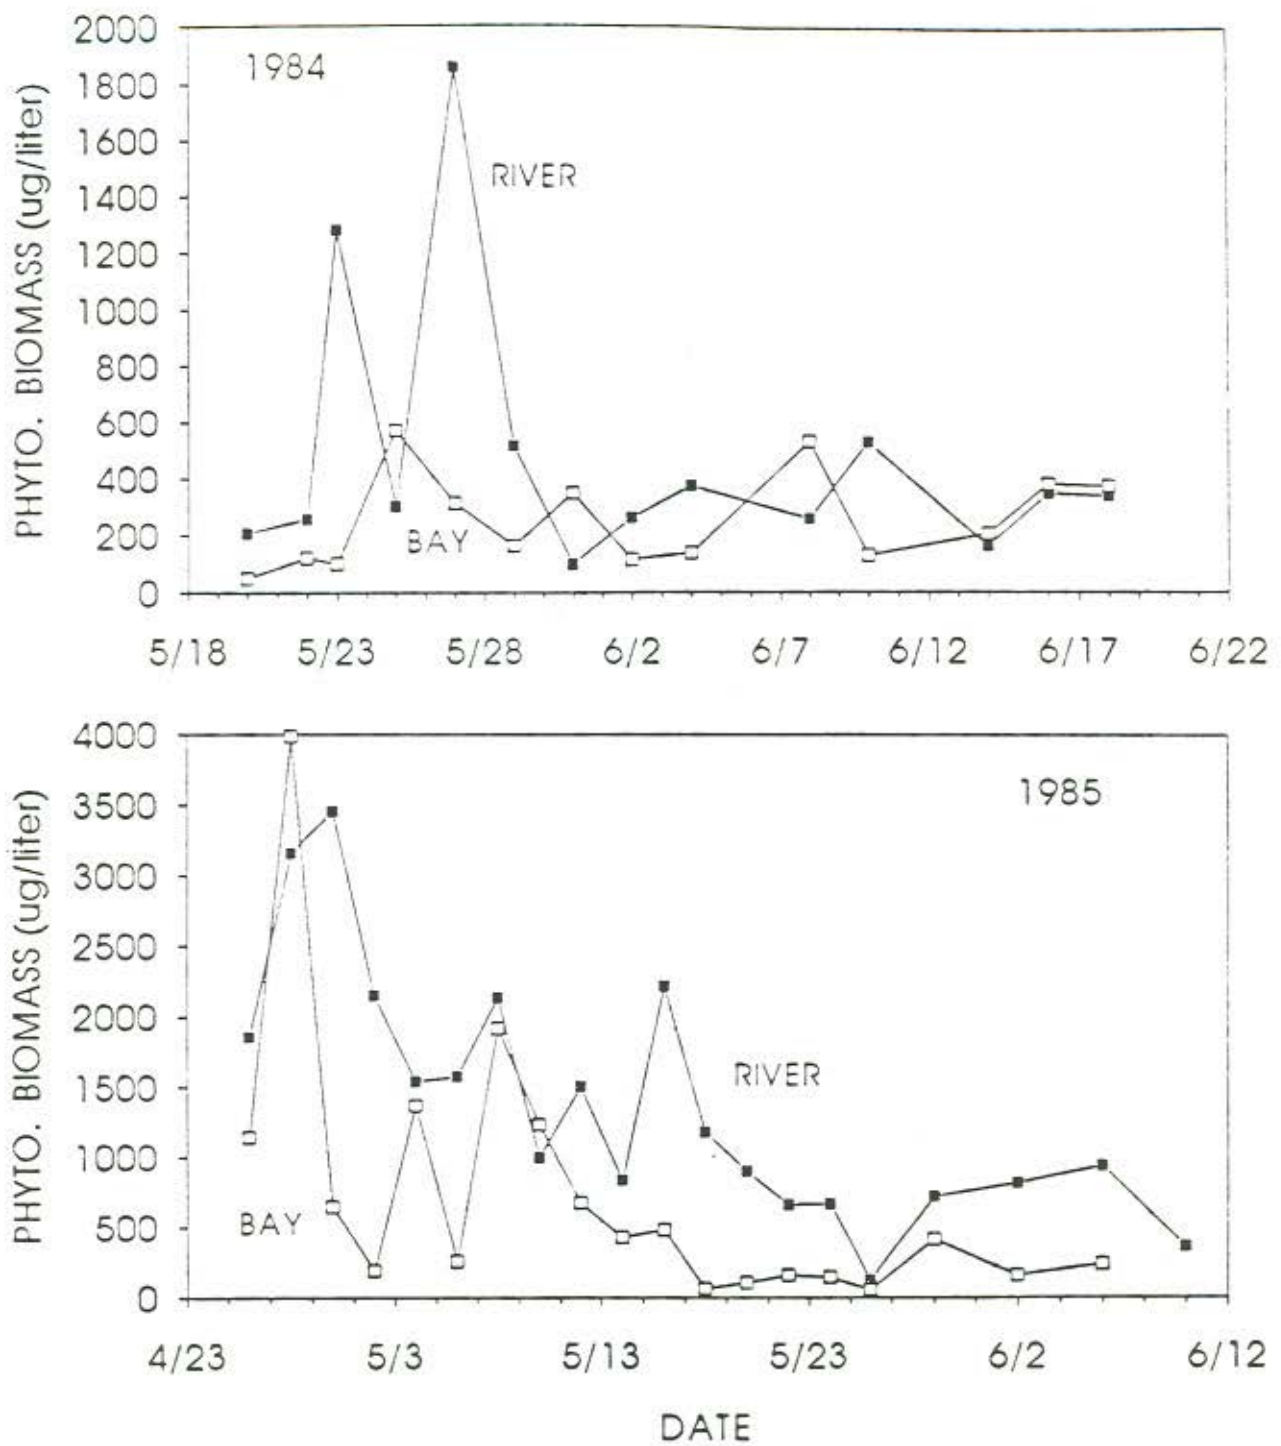 2000
1984
1800
1600
RIVER
1400
1200
1000
800
600
400
BAY
200
0
PHYTO. BIOMASS (ug/liter)
5/18 5/23 5/28 6/2 6/7 6/12 6/17 6/22
4000
1985
3500
3000
2500
2000
1500
RIVER
1000
500
BAY
0
PHYTO. BIOMASS (ug/liter)
4/23 5/3 5/13 5/23 6/2 6/12
DATE